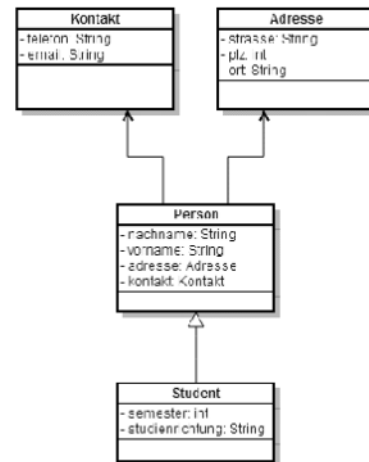 Kontakt
- telefon: String
- email: String
Adresse
- strasse: String
- plz: int
ort: String
Person
- nachname: String
- vorname: String
- adresse: Adresse
- kontakt: Kontakt
Student
- semester: int
- studienrichtung: String